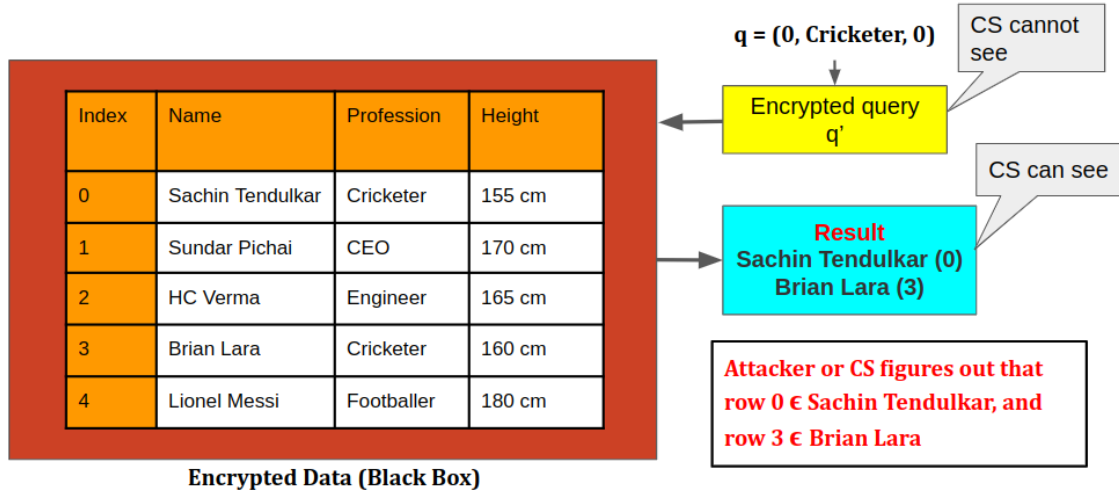 q = (0, Cricketer, 0)
CS cannot
see
Encrypted query
q’
Index Name Profession Height
0 Sachin Tendulkar Cricketer 155 cm
1 Sundar Pichai CEO 170 cm
2 HC Verma Engineer 165 cm
3 Brian Lara Cricketer 160 cm
4 Lionel Messi Footballer 180 cm
CS can see
Result
Sachin Tendulkar (0)
Brian Lara (3)
Attacker or CS figures out that
row 0 ϵ Sachin Tendulkar, and
row 3 ϵ Brian Lara
Encrypted Data (Black Box)